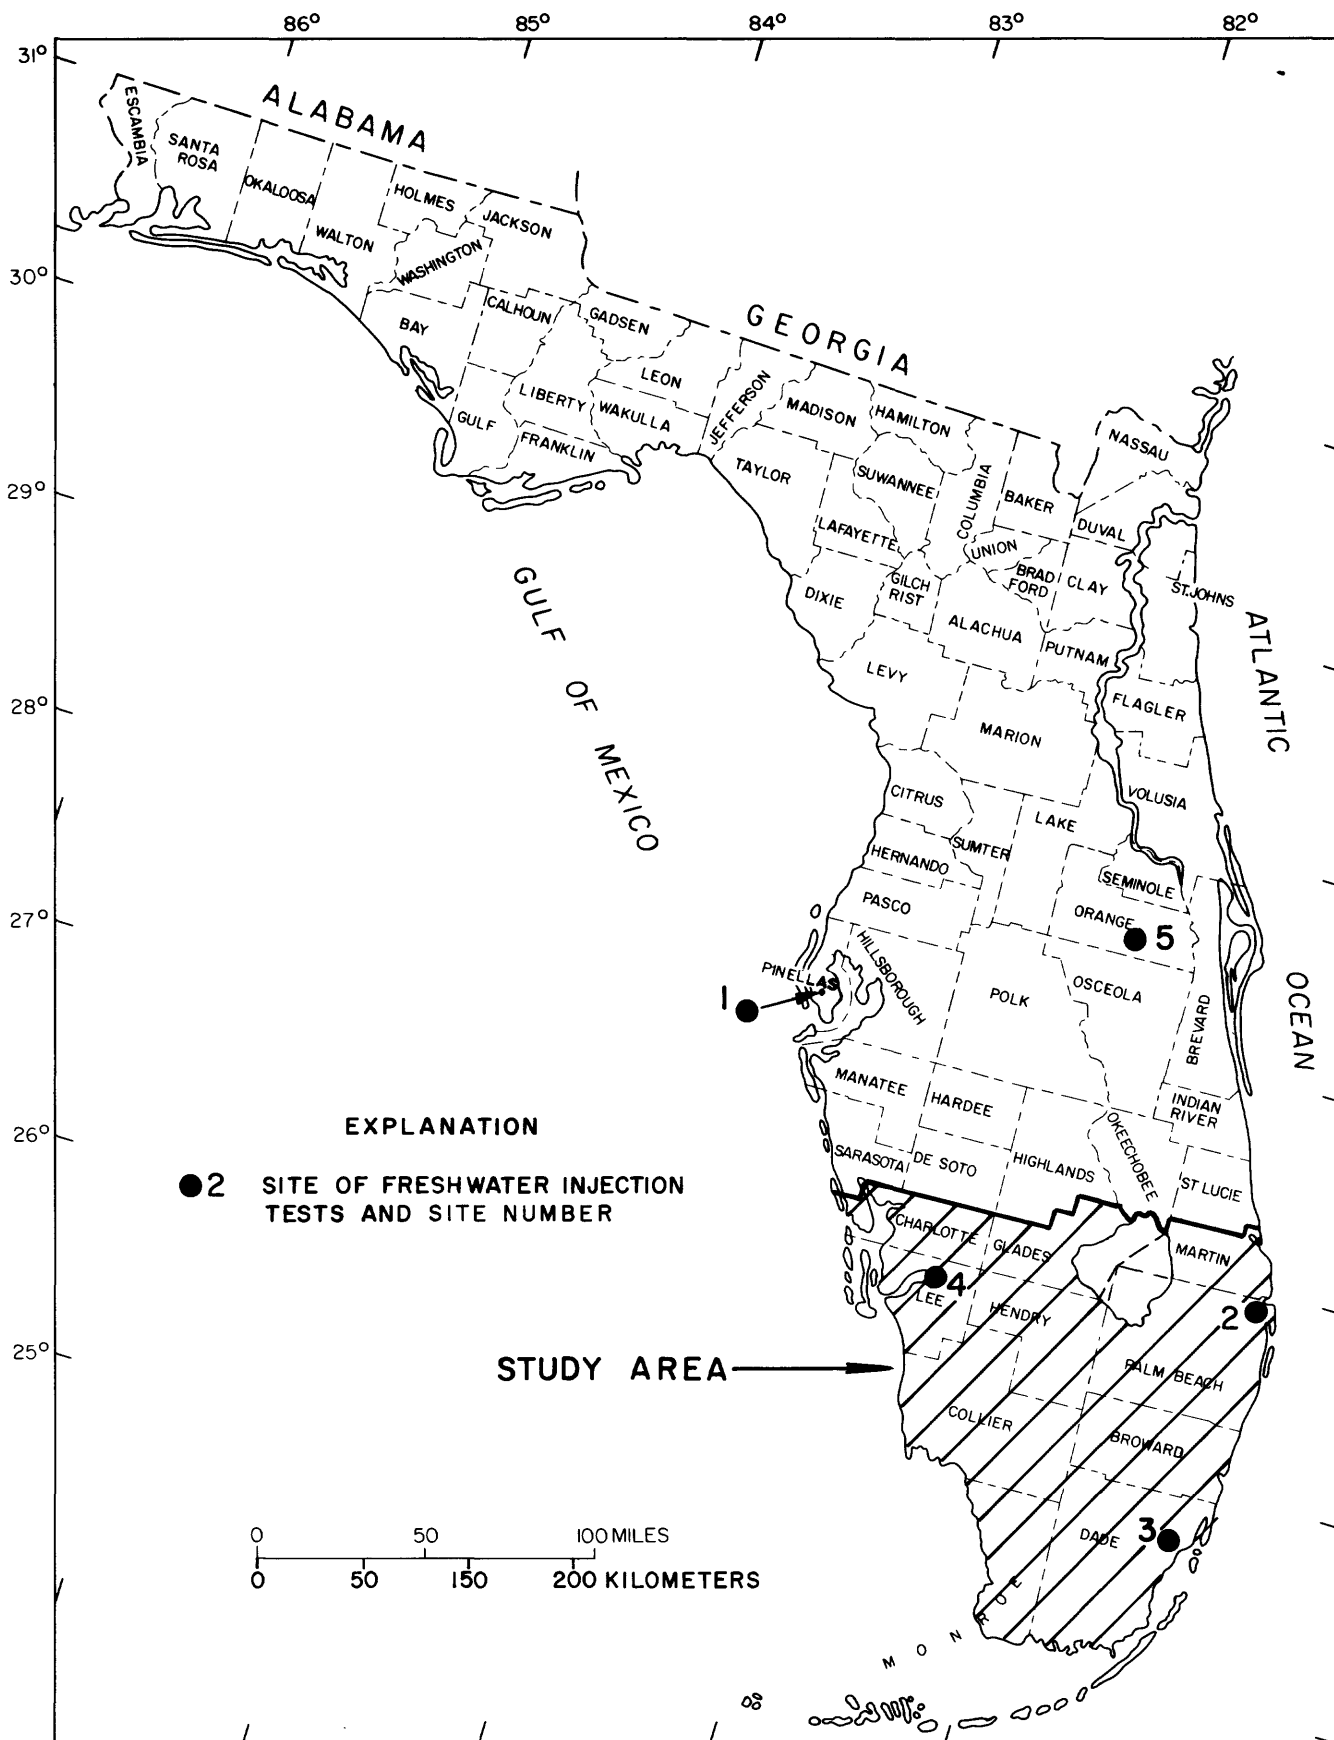 86° 85° 84° 83° 82°
31°
30°
29°
28°
27°
26°
25°
ALABAMA
GEORGIA
ESCAMBIA
SANTA
ROSA
OKALOOSA
WALTON
HOLMES
JACKSON
WASHINGTON
BAY
CALHOUN
GADSEN
LEON
JEFFERSON
MADISON
HAMILTON
NASSAU
GULF
LIBERTY
WAKULLA
FRANKLIN
TAYLOR
SUWANNEE
COLUMBIA
BAKER
DUVAL
LAFAYETTE
UNION
BRAD
FORD
CLAY
ST. JOHNS
DIXIE
GILCH
RIST
ALACHUA
PUTNAM
LEVY
FLAGLER
MARION
VOLUSIA
CITRUS
LAKE
SUMTER
HERNANDO
SEMINOLE
PASCO
ORANGE
5
HILLSBOROUGH
PINELLAS
1
POLK
OSCEOLA
BREVARD
MANATEE
HARDEE
INDIAN
RIVER
OKEECHOBEE
SARASOTA
DE SOTO
HIGHLANDS
ST LUCIE
CHARLOTTE
GLADES
MARTIN
4
LEE
HENDRY
2
PALM BEACH
COLLIER
BROWARD
DADE
3
MONROE
GULF OF MEXICO
ATLANTIC
OCEAN
EXPLANATION
2 SITE OF FRESHWATER INJECTION
TESTS AND SITE NUMBER
STUDY AREA
0 50 100 MILES
0 50 150 200 KILOMETERS